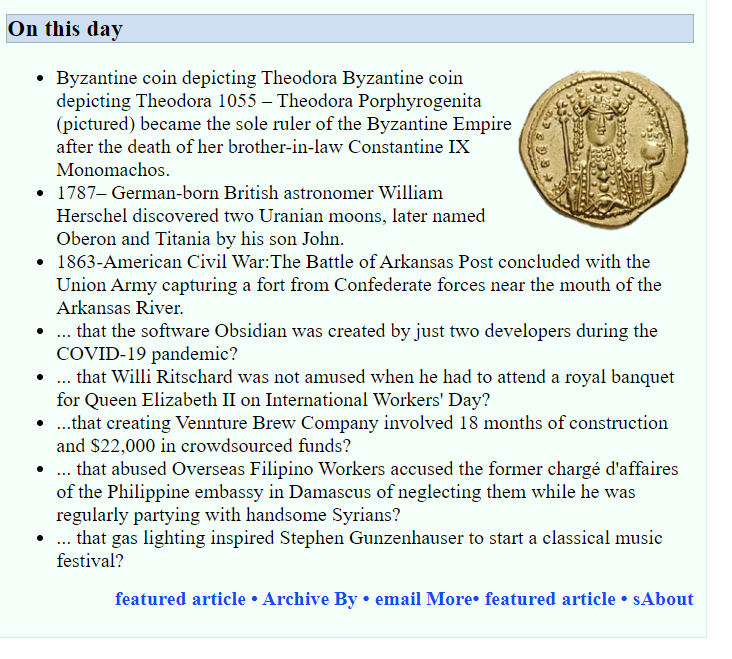 On this day
• Byzantine coin depicting Theodora Byzantine coin
depicting Theodora 1055 – Theodora Porphyrogenita
(pictured) became the sole ruler of the Byzantine Empire
after the death of her brother-in-law Constantine IX
Monomachos.
• 1787– German-born British astronomer William
Herschel discovered two Uranian moons, later named
Oberon and Titania by his son John.
• 1863-American Civil War:The Battle of Arkansas Post concluded with the
Union Army capturing a fort from Confederate forces near the mouth of the
Arkansas River.
• ... that the software Obsidian was created by just two developers during the
COVID-19 pandemic?
• ... that Willi Ritschard was not amused when he had to attend a royal banquet
for Queen Elizabeth II on International Workers' Day?
• ...that creating Vennture Brew Company involved 18 months of construction
and $22,000 in crowdsourced funds?
• ... that abused Overseas Filipino Workers accused the former chargé d'affaires
of the Philippine embassy in Damascus of neglecting them while he was
regularly partying with handsome Syrians?
• ... that gas lighting inspired Stephen Gunzenhauser to start a classical music
festival?
featured article • Archive By • email More• featured article • sAbout